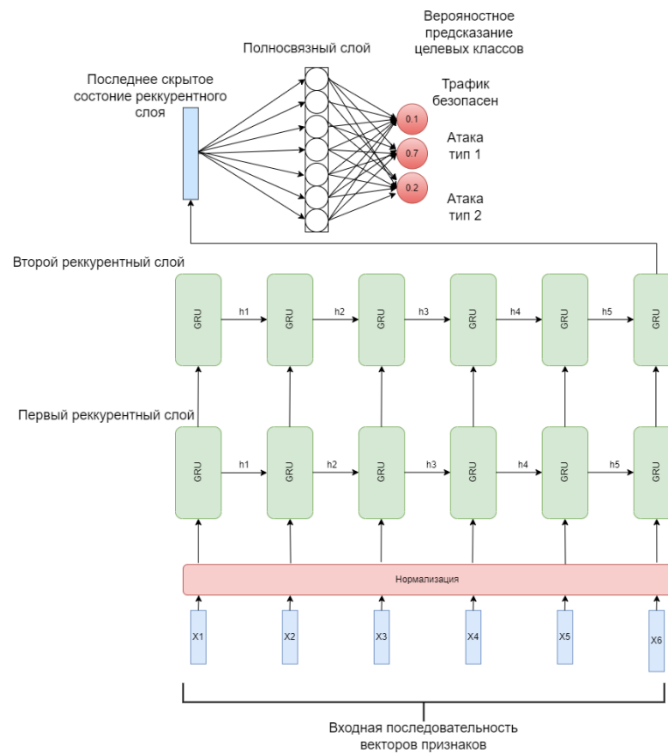 Вероятностное
предсказание
целевых классов
Полносвязный слой
Последнее скрытое
состоние реккурентного
слоя
Трафик
безопасен
0.1
Атака
тип 1
0.7
0.2
Атака
тип 2
Второй реккурентный слой
GRU
h1
GRU
h2
GRU
h3
GRU
h4
GRU
h5
GRU
Первый реккурентный слой
GRU
h1
GRU
h2
GRU
h3
GRU
h4
GRU
h5
GRU
Нормализация
X1
X2
X3
X4
X5
X6
Входная последовательность
векторов признаков